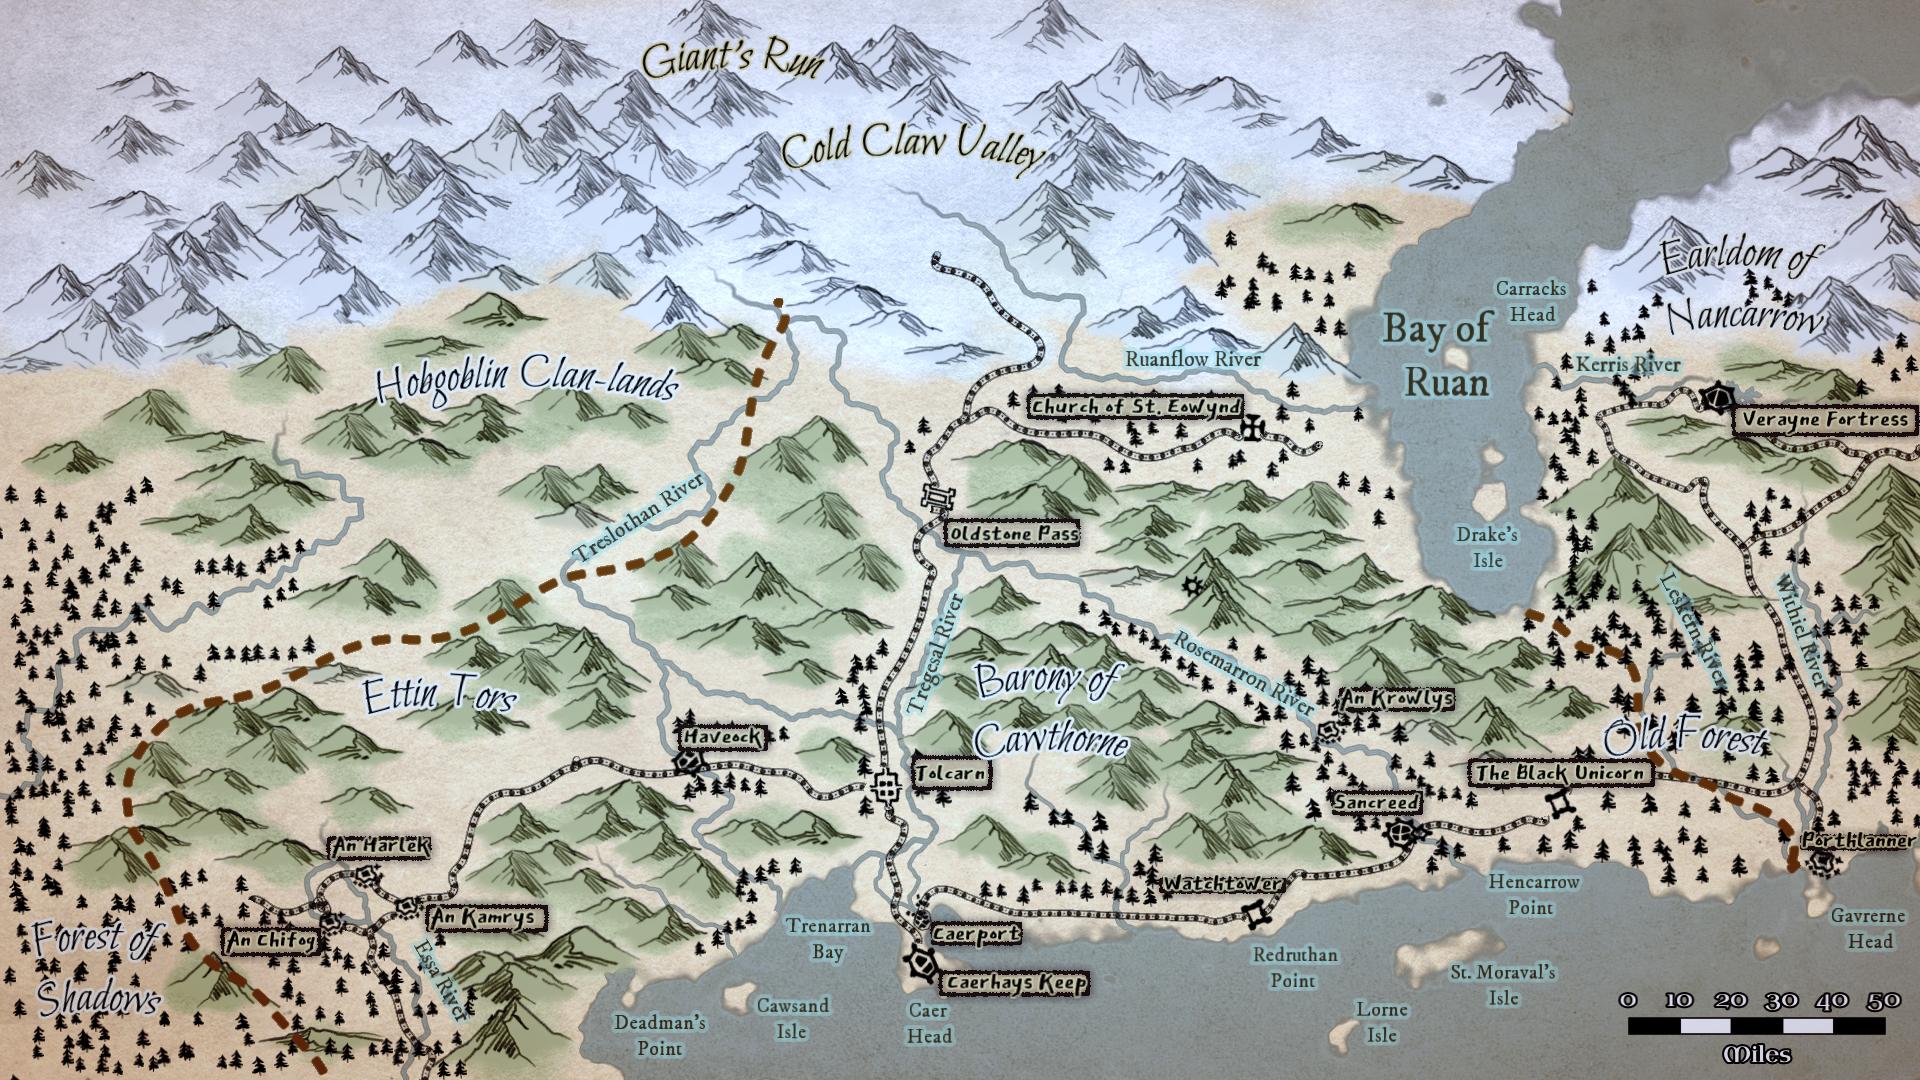 Giant's Run
Cold Claw Valley
Earldom of
Nancarrow
Carracks
Head
Bay of
Ruan
Ruanflow River
Kerris River
Hobgoblin Clan-lands
Church of St. Eowynd
Verayne Fortress
Treslothan River
Oldstone Pass
Drake's
Isle
Leskern River
Withiel River
Tregesal River
Rosemarron River
Ettin Tors
Barony of
Cawthorne
An Krowlys
Old Forest
Haveock
Tolcarn
The Black Unicorn
Sancreed
An Harlek
Porthlanner
Watchtower
Hencarrow
Point
Forest of
Shadows
An Chifoy
An Kamrys
Essa River
Trenarran
Bay
Caerport
Caerhays Keep
Redruthan
Point
St. Moraval's
Isle
Gavrerne
Head
Deadman's
Point
Cawsand
Isle
Caer
Head
Lorne
Isle
0 10 20 30 40 50
Miles